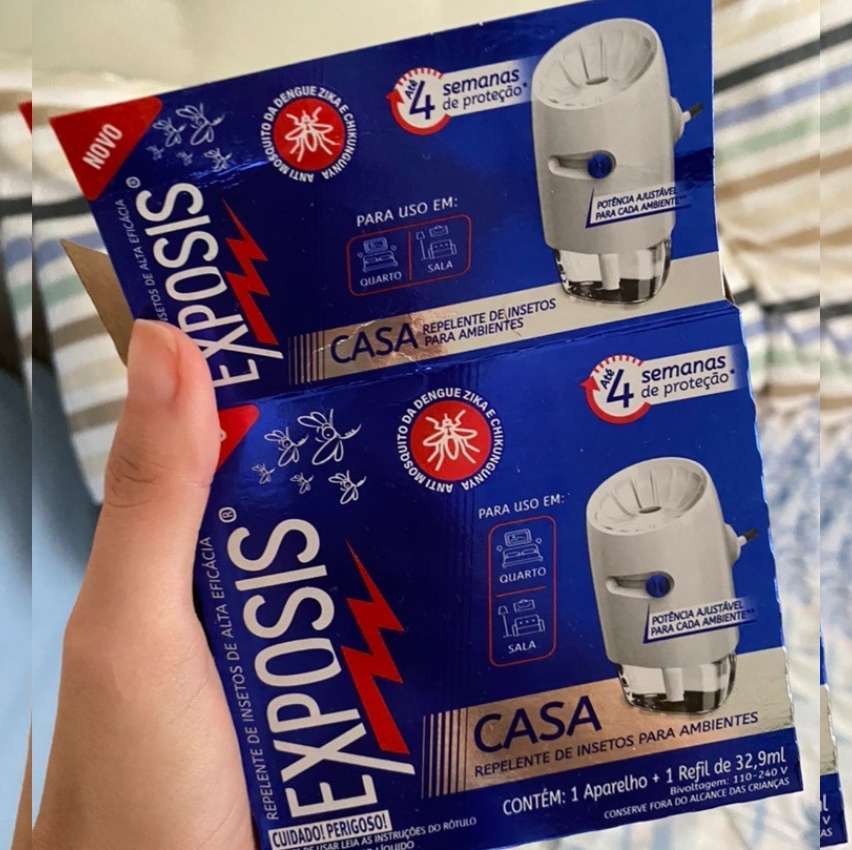 NOVO
ANTI MOSQUITO DA DENGUE ZIKA E CHIKUNGUNYA
Até 4 semanas
de proteção*
POTÊNCIA AJUSTÁVEL
PARA CADA AMBIENTE**
PARA USO EM:
QUARTO
SALA
INSETOS DE ALTA EFICÁCIA
EXPOSIS®
CASA REPELENTE DE INSETOS
PARA AMBIENTES
Até 4 semanas
de proteção*
ANTI MOSQUITO DA DENGUE ZIKA E CHIKUNGUNYA
PARA USO EM:
QUARTO
SALA
POTÊNCIA AJUSTÁVEL
PARA CADA AMBIENTE**
REPELENTE DE INSETOS DE ALTA EFICÁCIA
EXPOSIS®
CASA
REPELENTE DE INSETOS PARA AMBIENTES
CONTÉM: 1 Aparelho + 1 Refil de 32,9ml
Bivoltagem: 110-240 V
CONSERVE FORA DO ALCANCE DAS CRIANÇAS
CUIDADO! PERIGOSO!
DE USAR LEIA AS INSTRUÇÕES DO RÓTULO
LÍQUIDO
V
AS